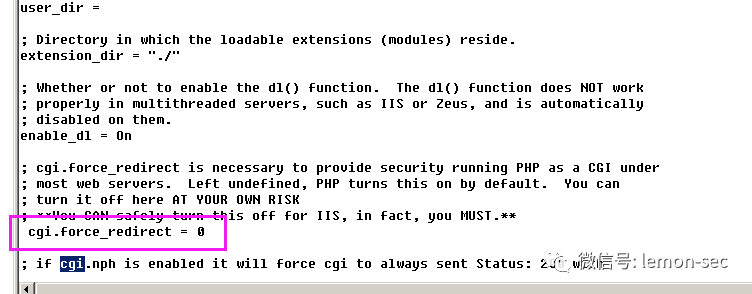 user_dir =
; Directory in which the loadable extensions (modules) reside.
extension_dir = "./"
; Whether or not to enable the dl() function.  The dl() function does NOT work
; properly in multithreaded servers, such as IIS or Zeus, and is automatically
; disabled on them.
enable_dl = On
; cgi.force_redirect is necessary to provide security running PHP as a CGI under
; most web servers.  Left undefined, PHP turns this on by default.  You can
; turn it off here AT YOUR OWN RISK
; **You CAN safely turn this off for IIS, in fact, you MUST.**
cgi.force_redirect = 0
; if cgi.nph is enabled it will force cgi to always sent Status:
微信号: lemon-sec